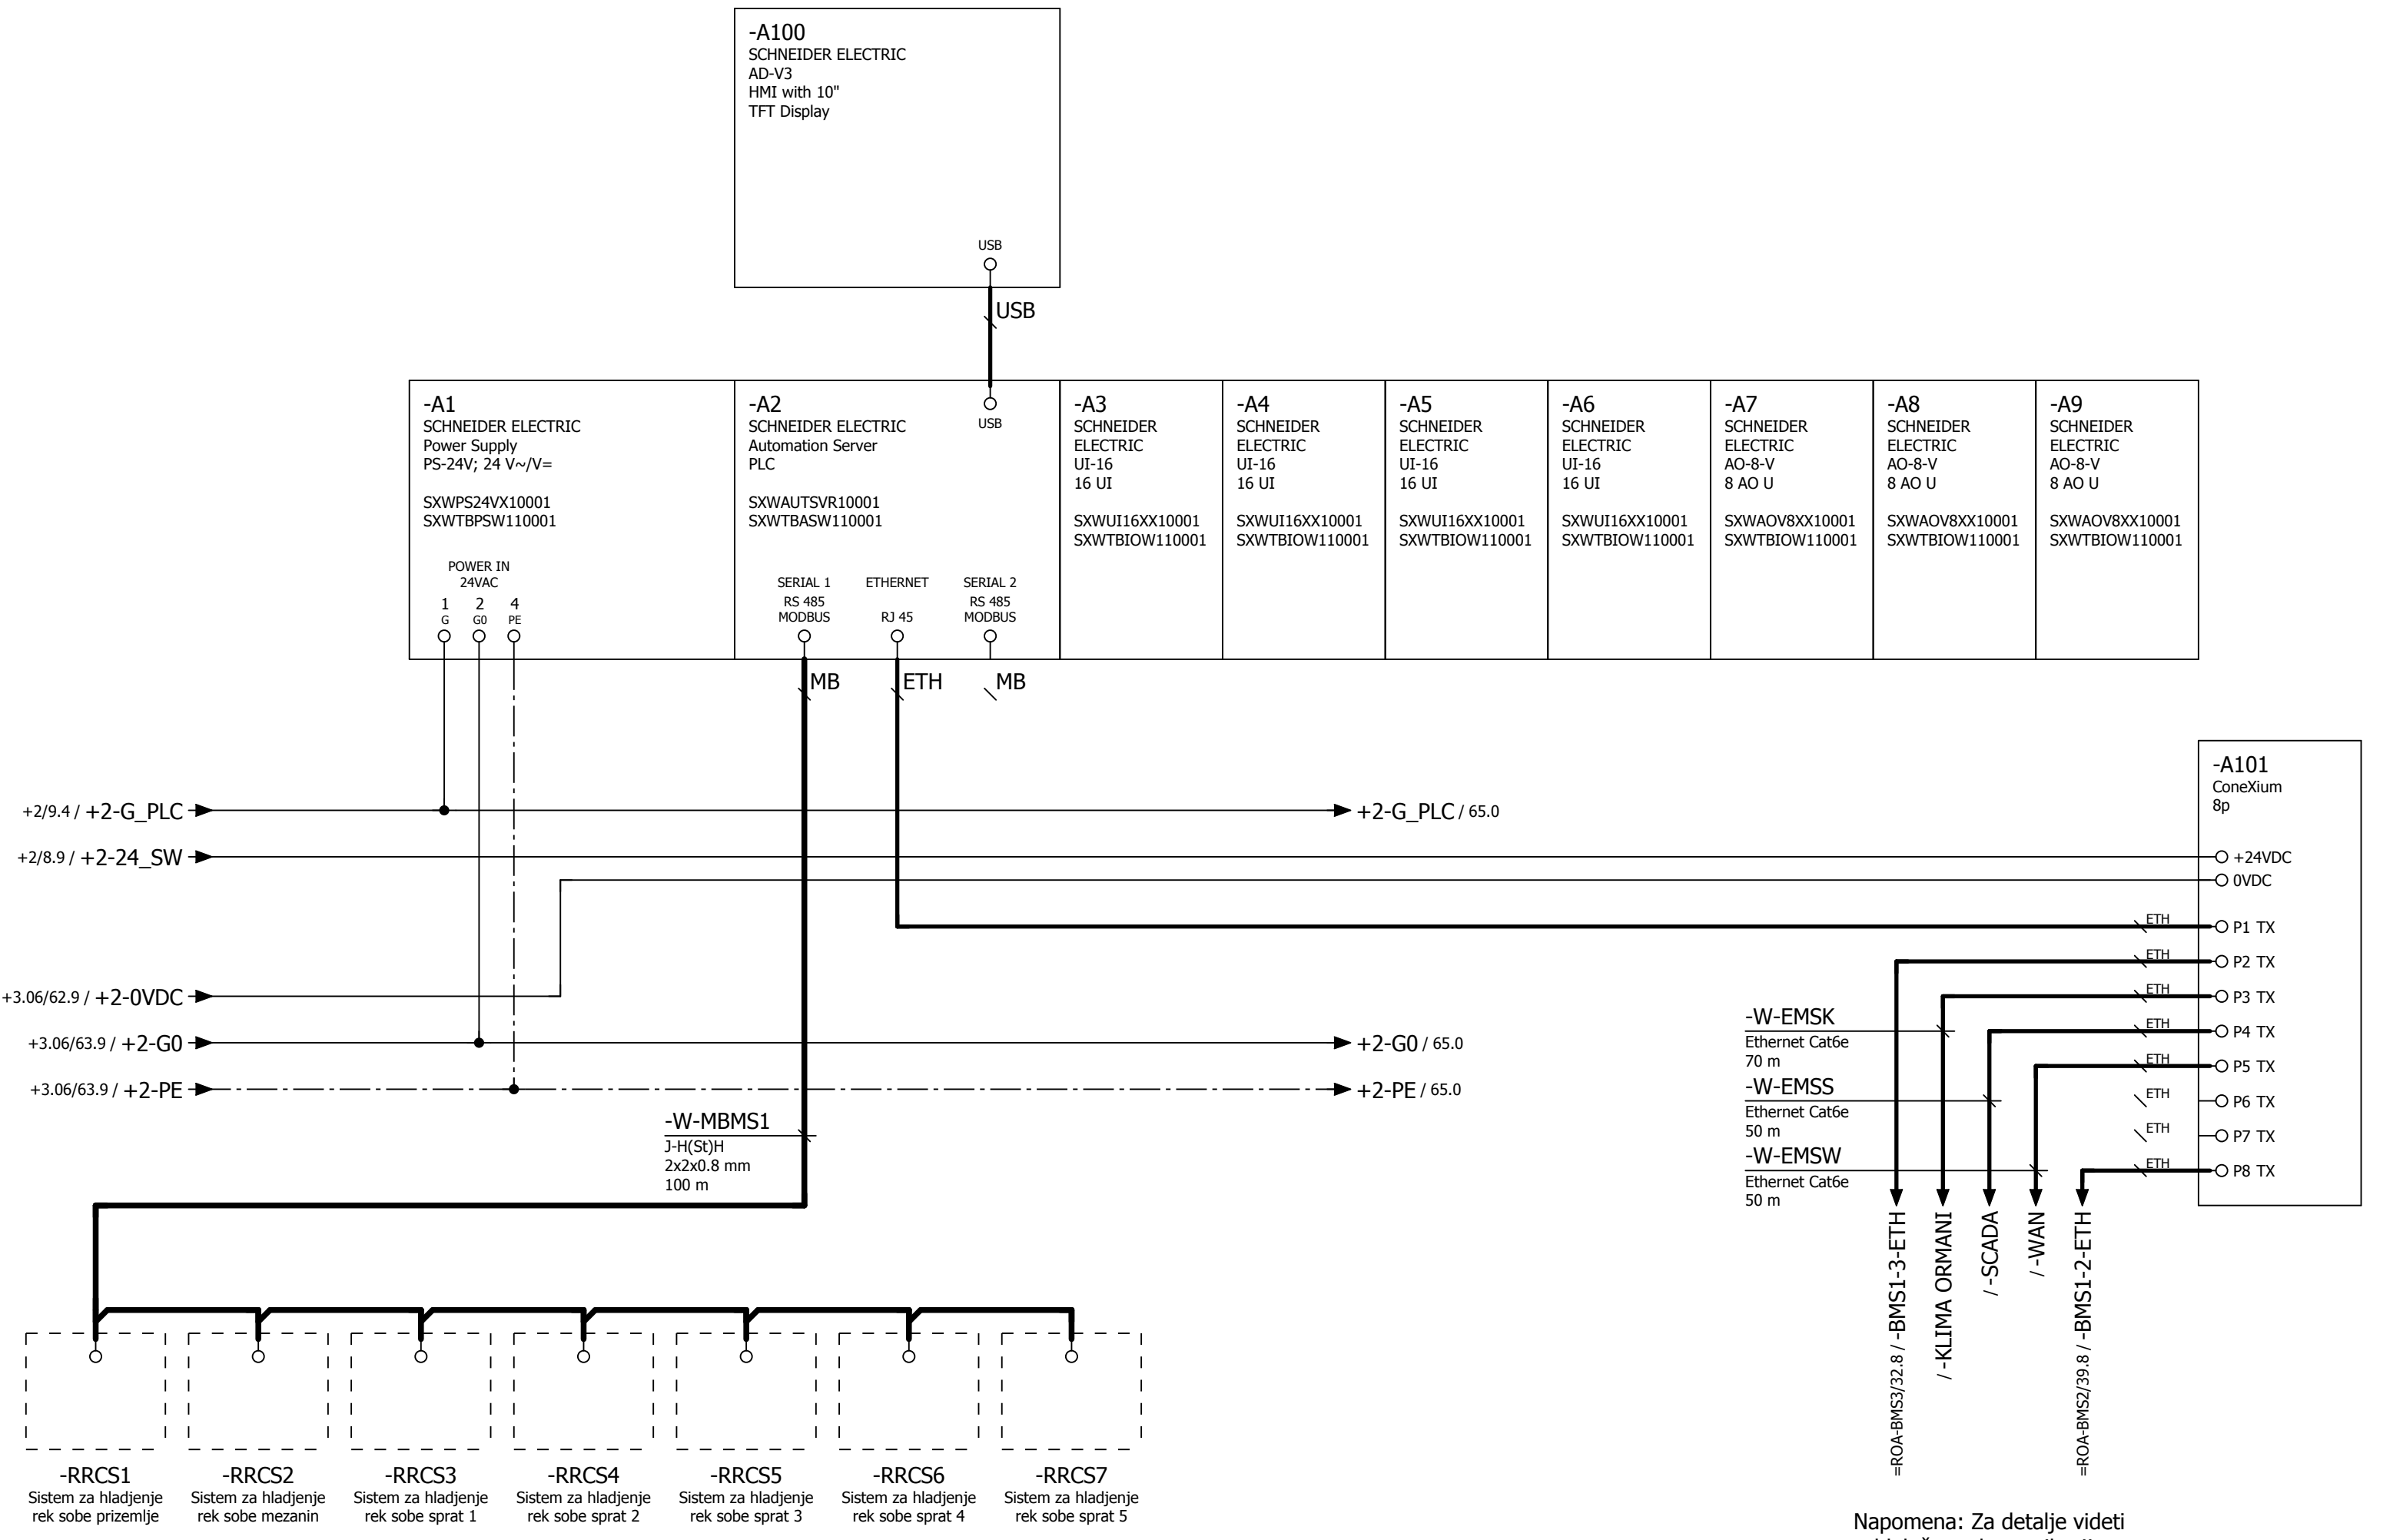 -A100
SCHNEIDER ELECTRIC
AD-V3
HMI with 10"
TFT Display
USB
USB
-A1
SCHNEIDER ELECTRIC
Power Supply
PS-24V; 24 V~/V=
SXWPS24VX10001
SXWTBPSW110001
POWER IN
24VAC
1 2 4
G G0 PE
-A2
SCHNEIDER ELECTRIC
Automation Server
PLC
SXWAUTSVR10001
SXWTBASW110001
USB
SERIAL 1
RS 485
MODBUS
ETHERNET
RJ 45
SERIAL 2
RS 485
MODBUS
-A3
SCHNEIDER
ELECTRIC
UI-16
16 UI
SXWUI16XX10001
SXWTBIOW110001
-A4
SCHNEIDER
ELECTRIC
UI-16
16 UI
SXWUI16XX10001
SXWTBIOW110001
-A5
SCHNEIDER
ELECTRIC
UI-16
16 UI
SXWUI16XX10001
SXWTBIOW110001
-A6
SCHNEIDER
ELECTRIC
UI-16
16 UI
SXWUI16XX10001
SXWTBIOW110001
-A7
SCHNEIDER
ELECTRIC
AO-8-V
8 AO U
SXWAOV8XX10001
SXWTBIOW110001
-A8
SCHNEIDER
ELECTRIC
AO-8-V
8 AO U
SXWAOV8XX10001
SXWTBIOW110001
-A9
SCHNEIDER
ELECTRIC
AO-8-V
8 AO U
SXWAOV8XX10001
SXWTBIOW110001
MB
ETH
MB
+2/9.4 / +2-G_PLC
+2-G_PLC / 65.0
+2/8.9 / +2-24_SW
+3.06/62.9 / +2-0VDC
+3.06/63.9 / +2-G0
+2-G0 / 65.0
+3.06/63.9 / +2-PE
+2-PE / 65.0
-A101
ConeXium
8p
+24VDC
0VDC
ETH P1 TX
ETH P2 TX
ETH P3 TX
ETH P4 TX
ETH P5 TX
ETH P6 TX
ETH P7 TX
ETH P8 TX
-W-EMSK
Ethernet Cat6e
70 m
-W-EMSS
Ethernet Cat6e
50 m
-W-EMSW
Ethernet Cat6e
50 m
-W-MBMS1
J-H(St)H
2x2x0.8 mm
100 m
=ROA-BMS3/32.8 / -BMS1-3-ETH
/ -KLIMA ORMANI
/ -SCADA
/ -WAN
=ROA-BMS2/39.8 / -BMS1-2-ETH
-RRCS1
Sistem za hladjenje
rek sobe prizemlje
-RRCS2
Sistem za hladjenje
rek sobe mezanin
-RRCS3
Sistem za hladjenje
rek sobe sprat 1
-RRCS4
Sistem za hladjenje
rek sobe sprat 2
-RRCS5
Sistem za hladjenje
rek sobe sprat 3
-RRCS6
Sistem za hladjenje
rek sobe sprat 4
-RRCS7
Sistem za hladjenje
rek sobe sprat 5
Napomena: Za detalje videti